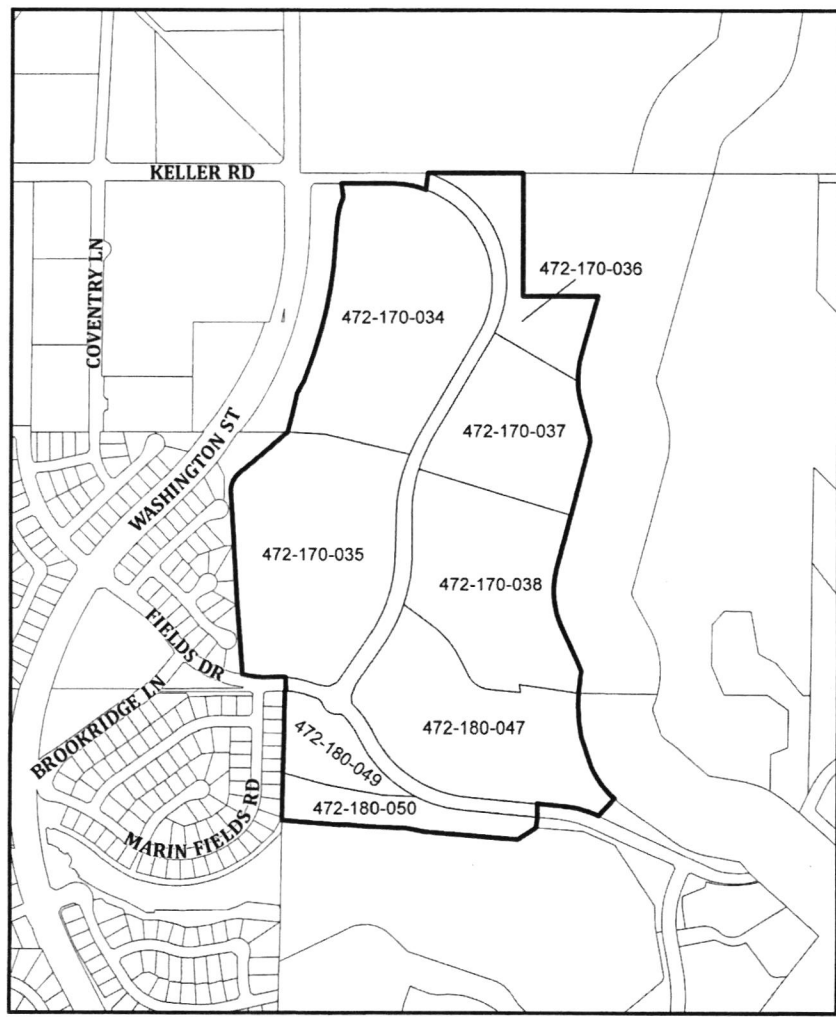 KELLER RD
472-170-036
COVENTRY LN
472-170-034
472-170-037
WASHINGTON ST
472-170-035
472-170-038
FIELDS DR
BROOKRIDGE LN
472-180-047
472-180-049
472-180-050
MARIN FIELDS RD